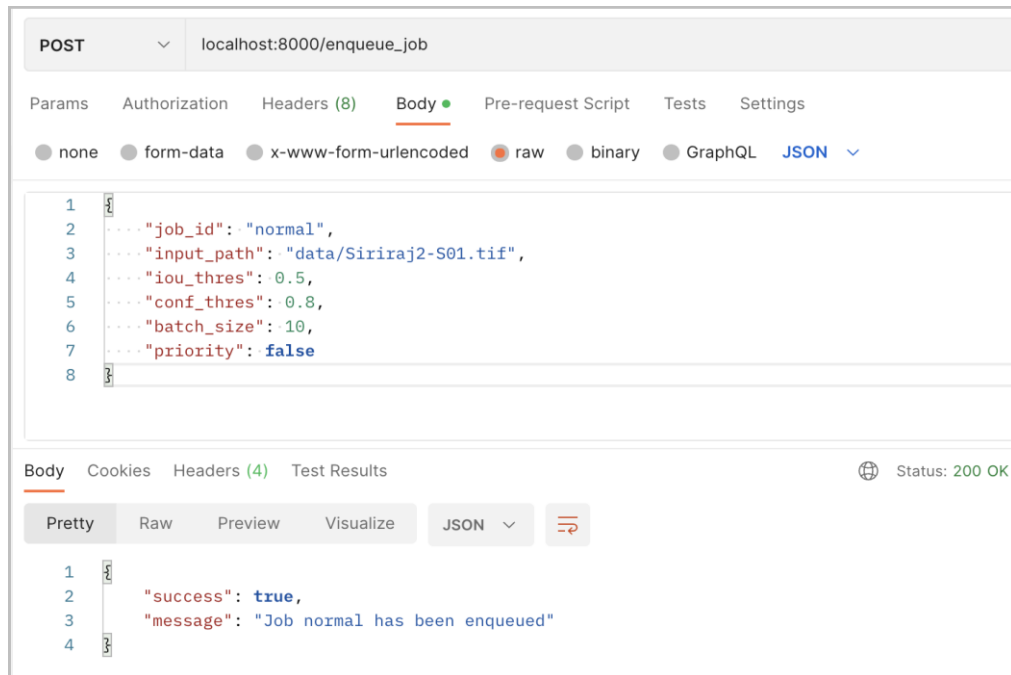 POST localhost:8000/enqueue_job
Params Authorization Headers (8) Body Pre-request Script Tests Settings
none form-data x-www-form-urlencoded raw binary GraphQL JSON
1 {
2 "job_id": "normal",
3 "input_path": "data/Siriraj2-S01.tif",
4 "iou_thres": 0.5,
5 "conf_thres": 0.8,
6 "batch_size": 10,
7 "priority": false
8 }
Body Cookies Headers (4) Test Results Status: 200 OK
Pretty Raw Preview Visualize JSON
1 {
2 "success": true,
3 "message": "Job normal has been enqueued"
4 }